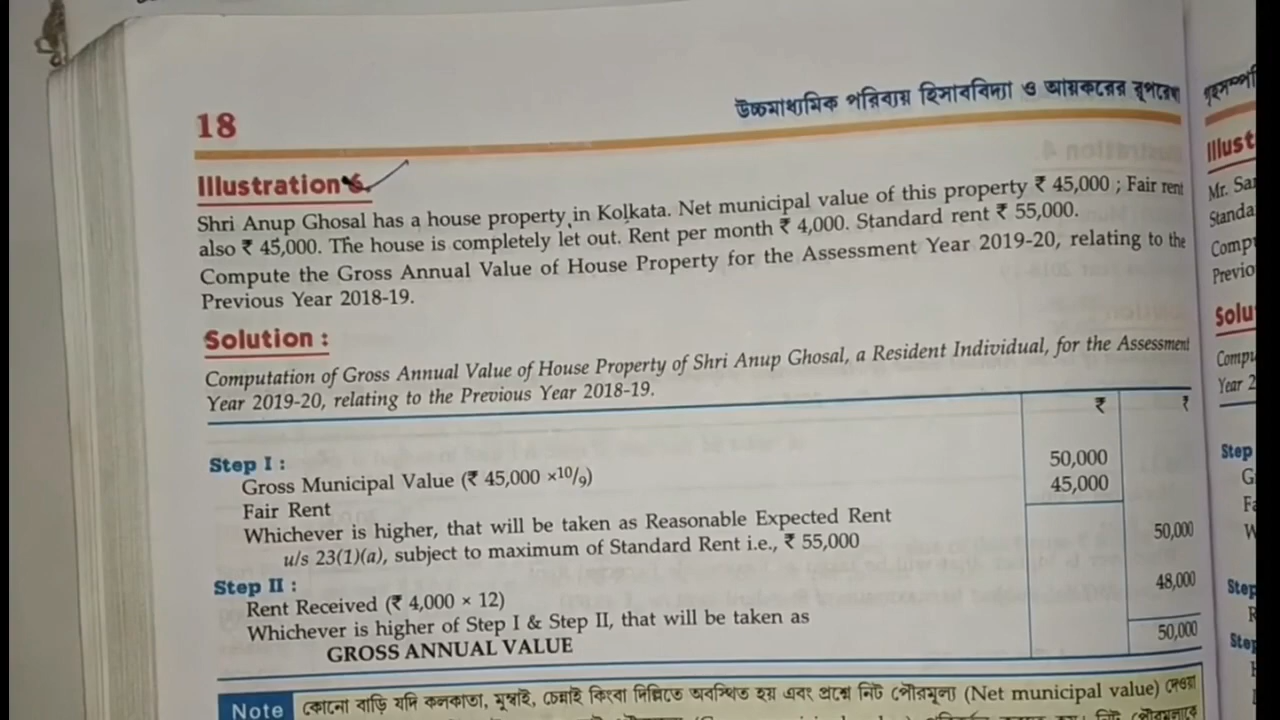 18
উচ্চমাধ্যমিক পরিবায় হিসাববিদ্যা ও আয়করের রূপরেখা
Illustration 6.
Shri Anup Ghosal has a house property in Kolkata. Net municipal value of this property ₹ 45,000 ; Fair rent
also ₹ 45,000. The house is completely let out. Rent per month ₹ 4,000. Standard rent ₹ 55,000.
Compute the Gross Annual Value of House Property for the Assessment Year 2019-20, relating to the
Previous Year 2018-19.
Solution :
Computation of Gross Annual Value of House Property of Shri Anup Ghosal, a Resident Individual, for the Assessment
Year 2019-20, relating to the Previous Year 2018-19.
₹ ₹
Step I :
Gross Municipal Value (₹ 45,000 ×10/9) 50,000
Fair Rent 45,000
Whichever is higher, that will be taken as Reasonable Expected Rent
u/s 23(1)(a), subject to maximum of Standard Rent i.e., ₹ 55,000 50,000
Step II :
Rent Received (₹ 4,000 × 12) 48,000
Whichever is higher of Step I & Step II, that will be taken as
GROSS ANNUAL VALUE 50,000
Note কোনো বাড়ি যদি কলকাতা, মুম্বাই, চেন্নাই কিংবা দিল্লিতে অবস্থিত হয় এবং প্রশ্নে নিট পৌরমূল্য (Net municipal value) দেওয়া
Illust
Mr. Sa
Standa
Comp
Previo
Solu
Compu
Year 2
Step
G
Fa
W
Step
R
Step